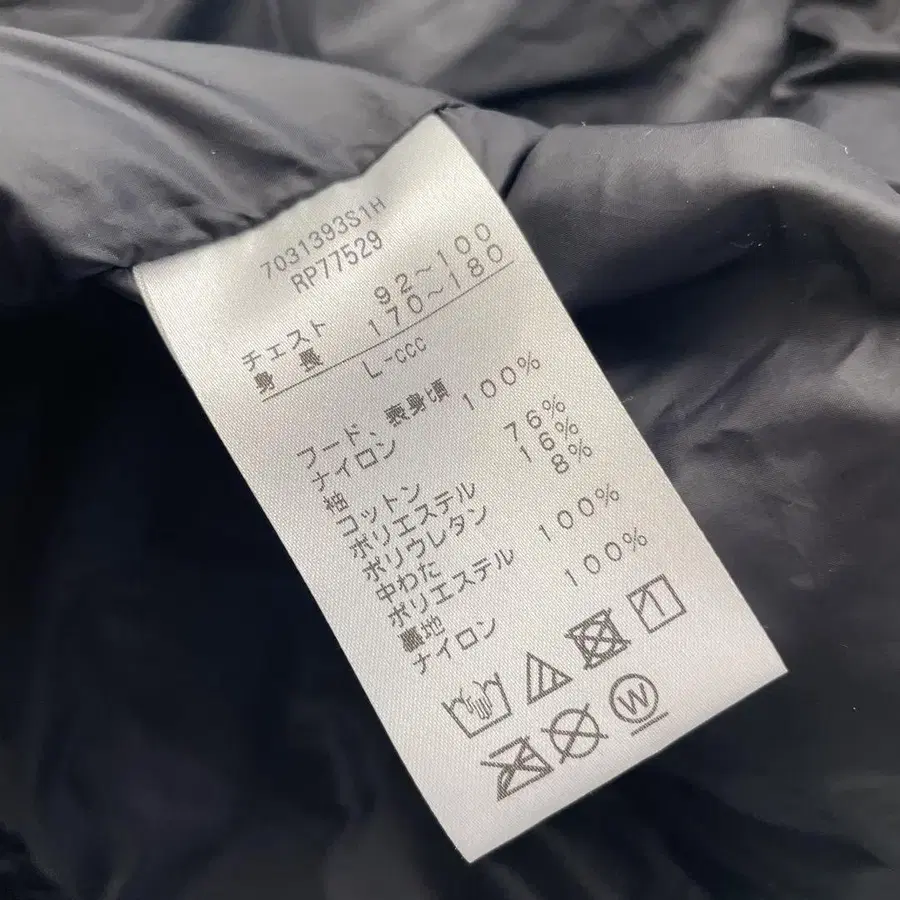 7031393S1H
RP77529
チェスト 92～100
身長 170～180
L-ccc
フード、表身頃
ナイロン 100%
袖
コットン 76%
ポリエステル 16%
ポリウレタン 8%
中わた
ポリエステル 100%
裏地
ナイロン 100%
W